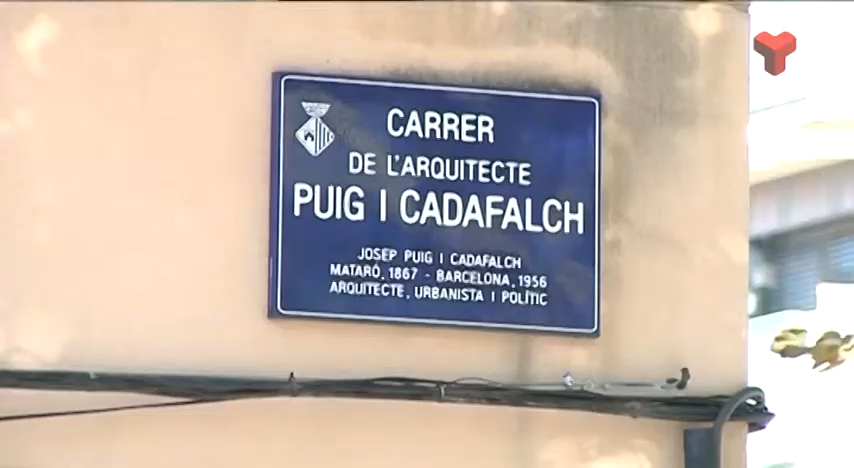 CARRER
DE L'ARQUITECTE
PUIG I CADAFALCH
JOSEP PUIG I CADAFALCH
MATARÓ, 1867 - BARCELONA, 1956
ARQUITECTE, URBANISTA I POLÍTIC